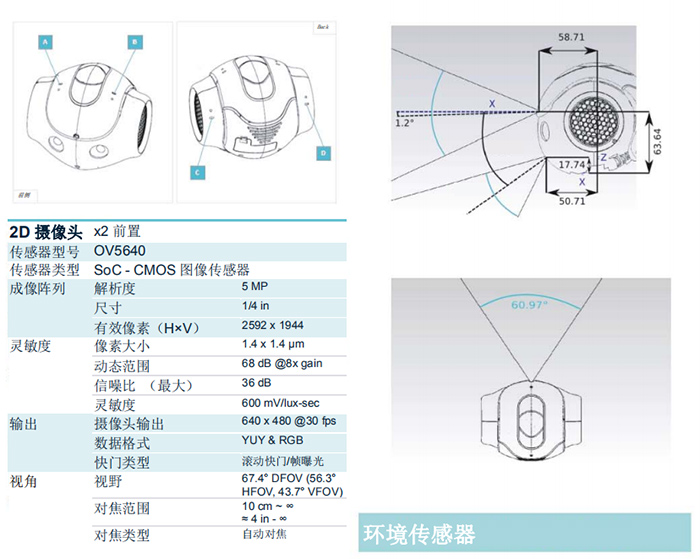 A
B
前侧
Back
C
D
58.71
X
1.2°
63.64
17.74
Z
X
50.71
60.97°
2D 摄像头 x2 前置
传感器型号 OV5640
传感器类型 SoC - CMOS 图像传感器
成像阵列 解析度 5 MP
尺寸 1/4 in
有效像素（H×V） 2592 x 1944
灵敏度 像素大小 1.4 x 1.4 μm
动态范围 68 dB @8x gain
信噪比 （最大） 36 dB
灵敏度 600 mV/lux-sec
输出 摄像头输出 640 x 480 @30 fps
数据格式 YUY & RGB
快门类型 滚动快门/帧曝光
视角 视野 67.4° DFOV (56.3°
HFOV, 43.7° VFOV)
对焦范围 10 cm ~ ∞
≈ 4 in - ∞
对焦类型 自动对焦
环境传感器